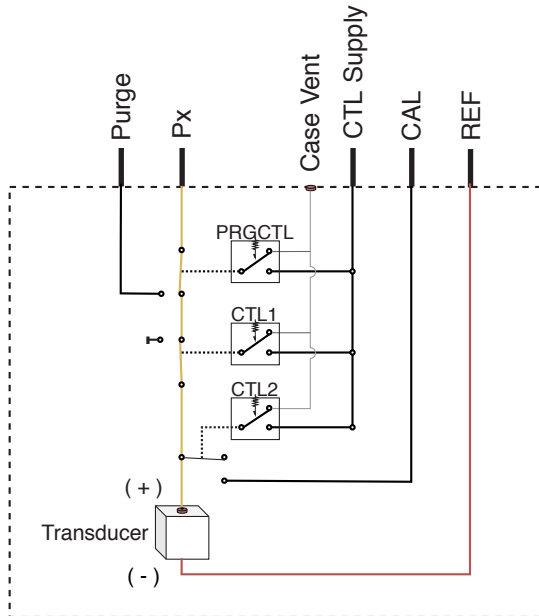 Purge
Px
Case Vent
CTL Supply
CAL
REF
PRGCTL
CTL1
CTL2
(+)
Transducer
(-)